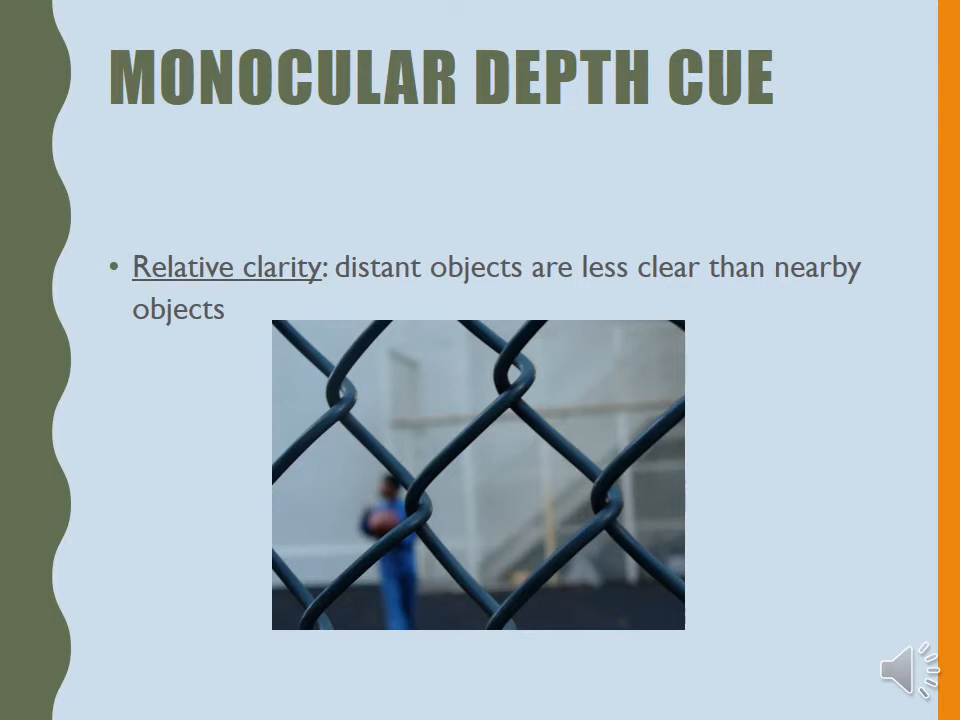 MONOCULAR DEPTH CUE
• Relative clarity: distant objects are less clear than nearby
objects